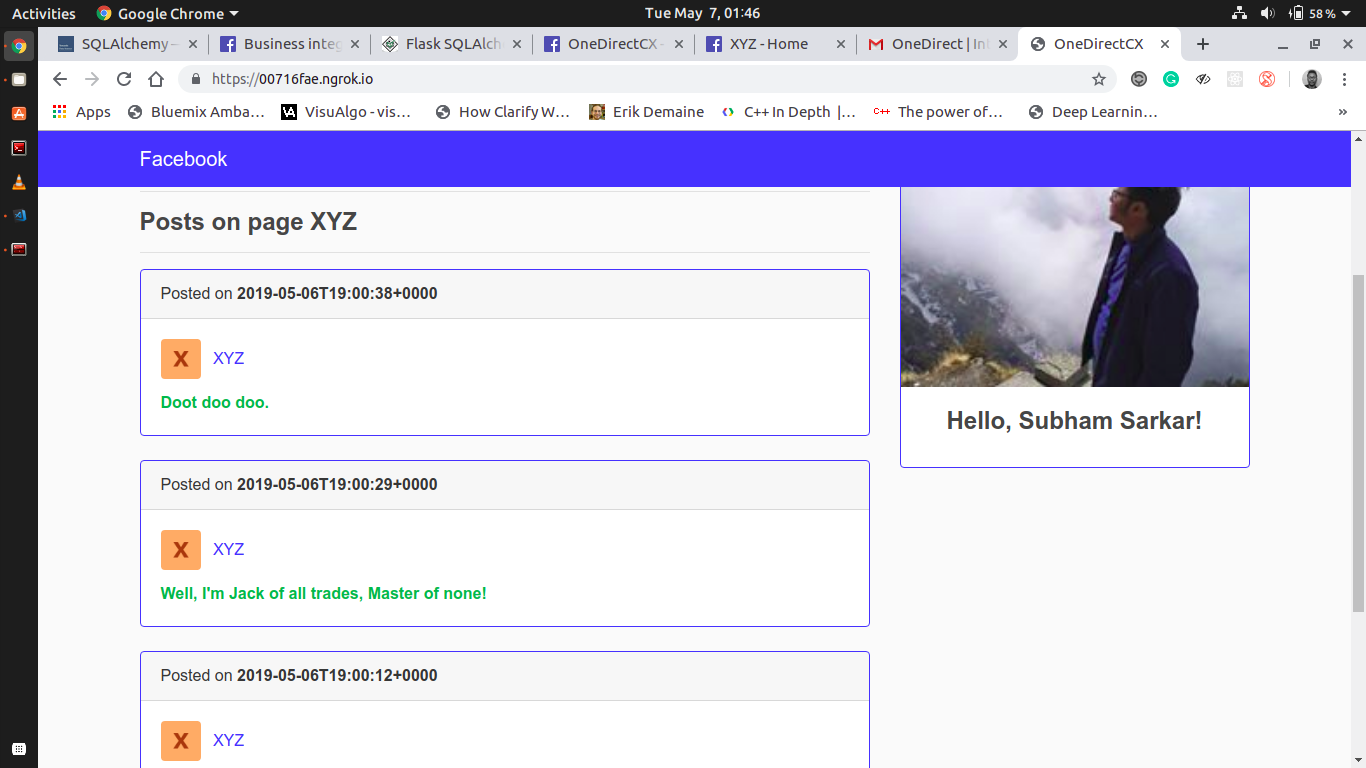 Activities Google Chrome Tue May 7, 01:46 58 %
SQLAlchemy — Business integ Flask SQLAlch OneDirectCX - XYZ - Home OneDirect | Int OneDirectCX
https://00716fae.ngrok.io
Apps Bluemix Amba… VA VisuAlgo - vis… How Clarify W… Erik Demaine C++ In Depth |… C++ The power of… Deep Learnin… »
Facebook
Posts on page XYZ
Posted on 2019-05-06T19:00:38+0000
X XYZ
Doot doo doo.
Hello, Subham Sarkar!
Posted on 2019-05-06T19:00:29+0000
X XYZ
Well, I'm Jack of all trades, Master of none!
Posted on 2019-05-06T19:00:12+0000
X XYZ